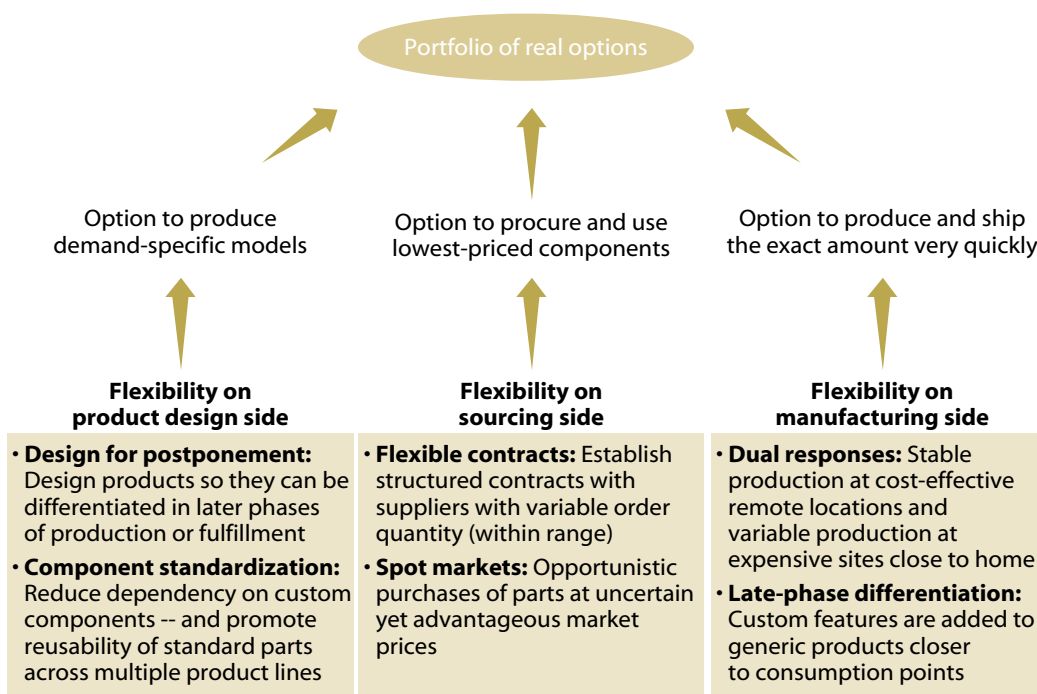 Portfolio of real options
Option to produce
demand-specific models
Option to procure and use
lowest-priced components
Option to produce and ship
the exact amount very quickly
Flexibility on
product design side
Flexibility on
sourcing side
Flexibility on
manufacturing side
• Design for postponement:
Design products so they can be
differentiated in later phases
of production or fulfillment
• Component standardization:
Reduce dependency on custom
components -- and promote
reusability of standard parts
across multiple product lines
• Flexible contracts: Establish
structured contracts with
suppliers with variable order
quantity (within range)
• Spot markets: Opportunistic
purchases of parts at uncertain
yet advantageous market
prices
• Dual responses: Stable
production at cost-effective
remote locations and
variable production at
expensive sites close to home
• Late-phase differentiation:
Custom features are added to
generic products closer
to consumption points